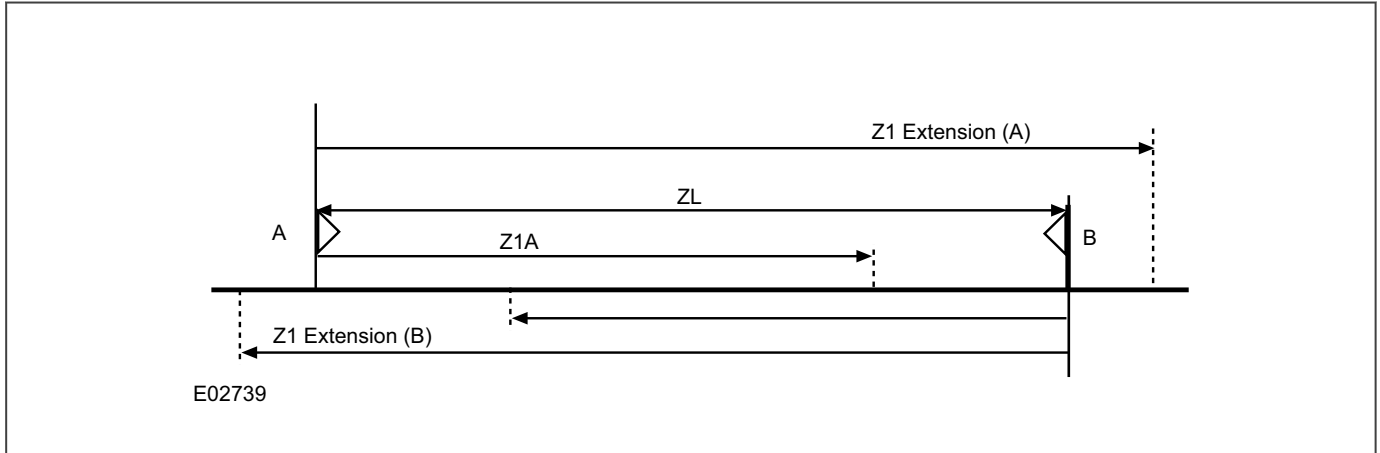 Z1 Extension (A)
ZL
A
B
Z1A
Z1 Extension (B)
E02739